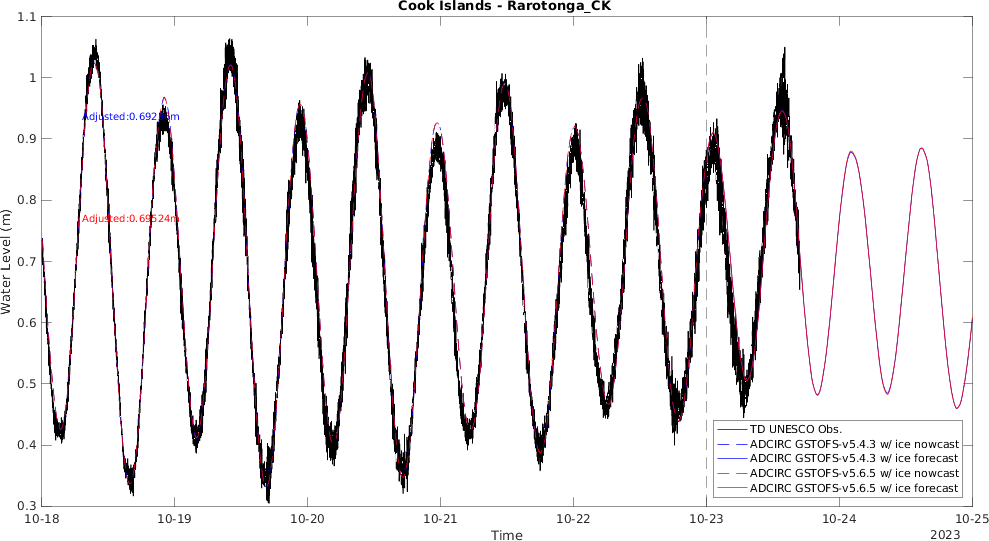 Cook Islands - Rarotonga_CK
Water Level (m)
1.1
1
0.9
0.8
0.7
0.6
0.5
0.4
0.3
Adjusted:0.69524m
10-18
10-19
10-20
10-21
10-22
10-23
10-24
10-25
Time
2023
TD UNESCO Obs.
ADCIRC GSTOFS-v5.4.3 w/ ice nowcast
ADCIRC GSTOFS-v5.4.3 w/ ice forecast
ADCIRC GSTOFS-v5.6.5 w/ ice nowcast
ADCIRC GSTOFS-v5.6.5 w/ ice forecast